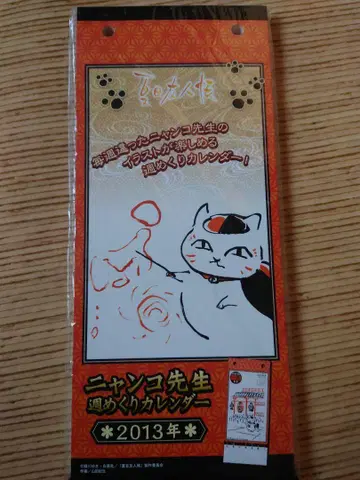 夏目友人帳
毎週違ったニャンコ先生の
イラストが楽しめる
週めくりカレンダー！
ニャンコ先生
週めくりカレンダー
2013年